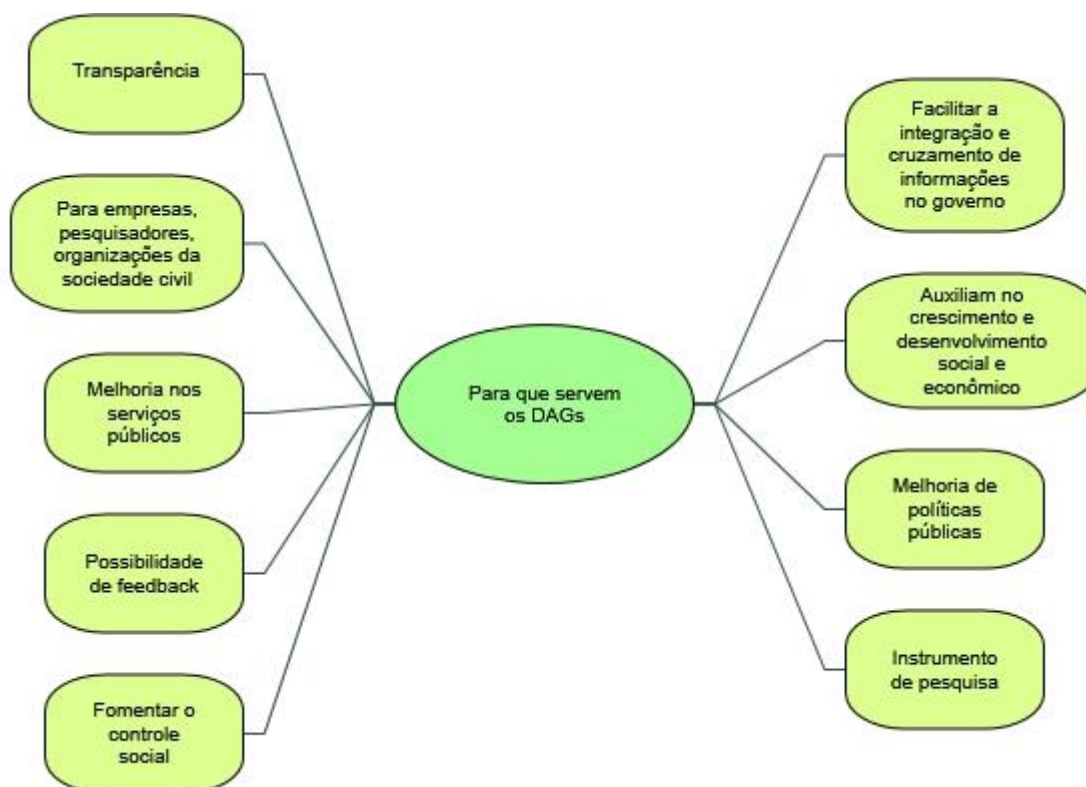 Transparência
Para empresas,
pesquisadores,
organizações da
sociedade civil
Melhoria nos
serviços
públicos
Possibilidade
de feedback
Fomentar o
controle
social
Para que servem
os DAGs
Facilitar a
integração e
cruzamento de
informações
no governo
Auxiliam no
crescimento e
desenvolvimento
social e
econômico
Melhoria de
políticas
públicas
Instrumento
de pesquisa